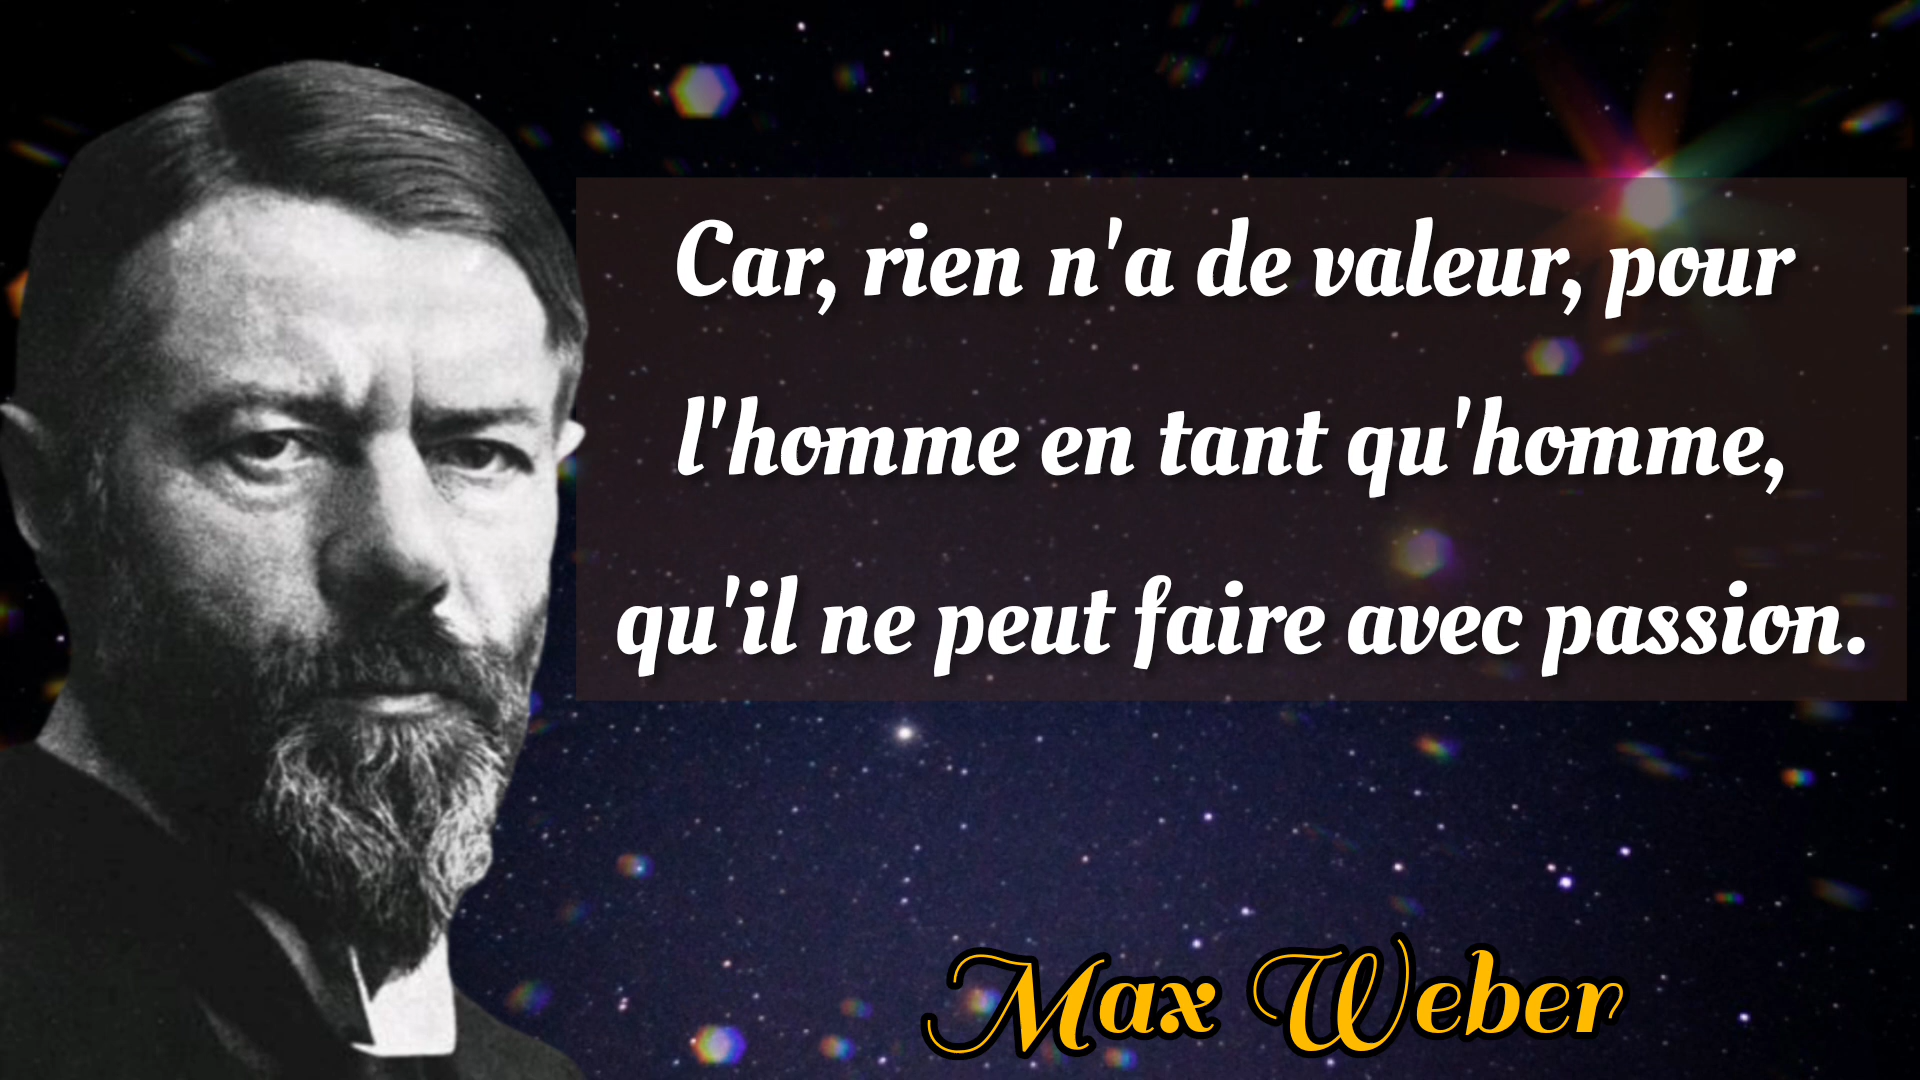 Car, rien n'a de valeur, pour
l'homme en tant qu'homme,
qu'il ne peut faire avec passion.
Max Weber